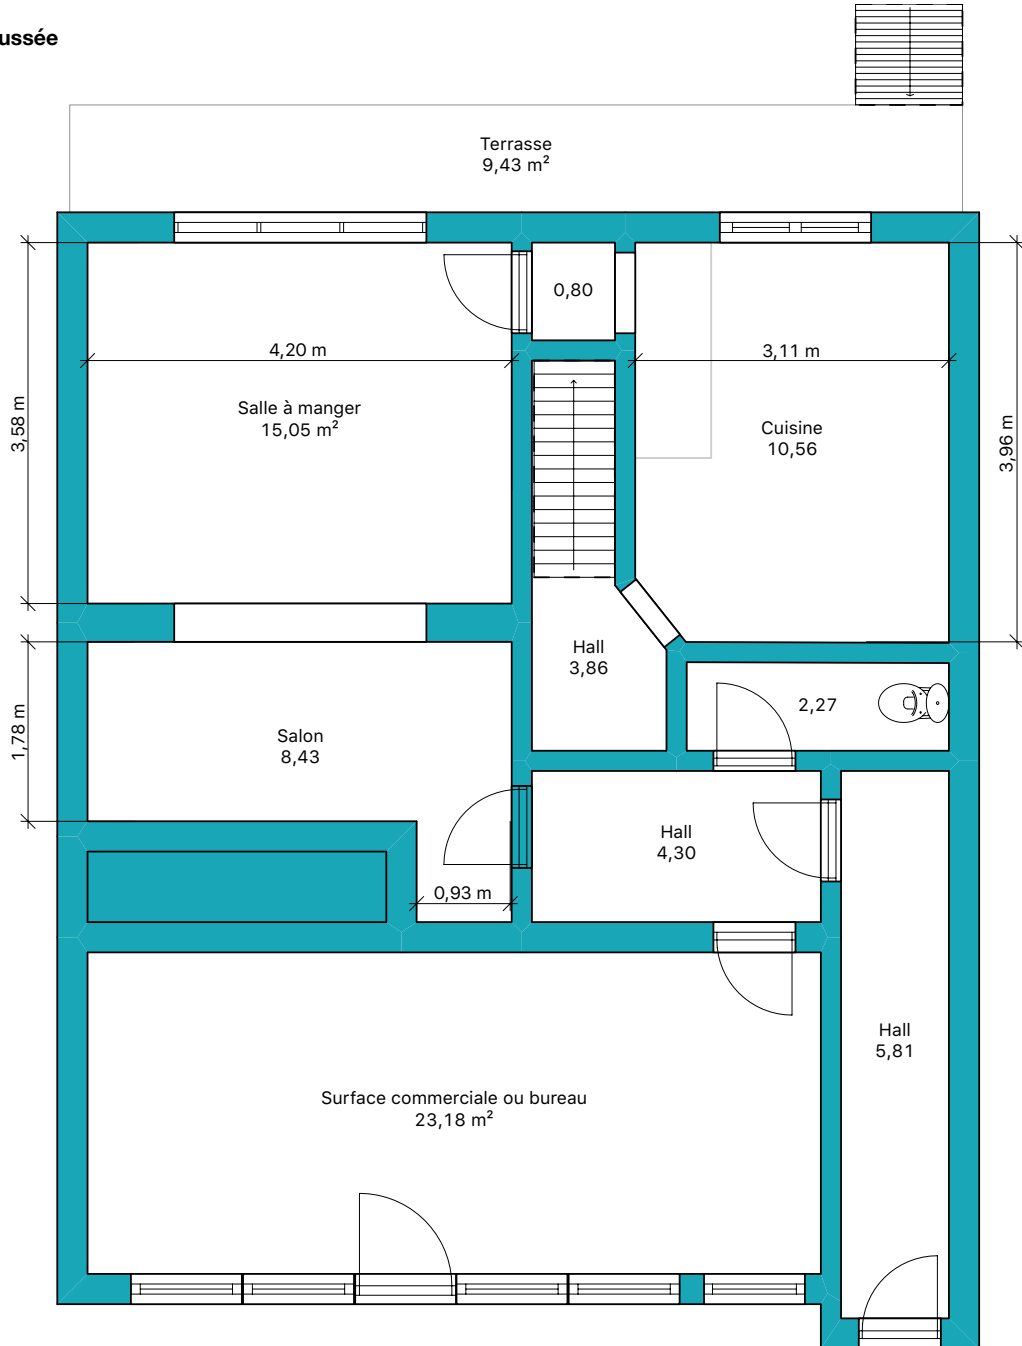 ussée
Terrasse
9,43 m²
0,80
4,20 m
3,11 m
Salle à manger
15,05 m²
Cuisine
10,56
3,58 m
3,96 m
Hall
3,86
2,27
1,78 m
Salon
8,43
Hall
4,30
0,93 m
Hall
5,81
Surface commerciale ou bureau
23,18 m²